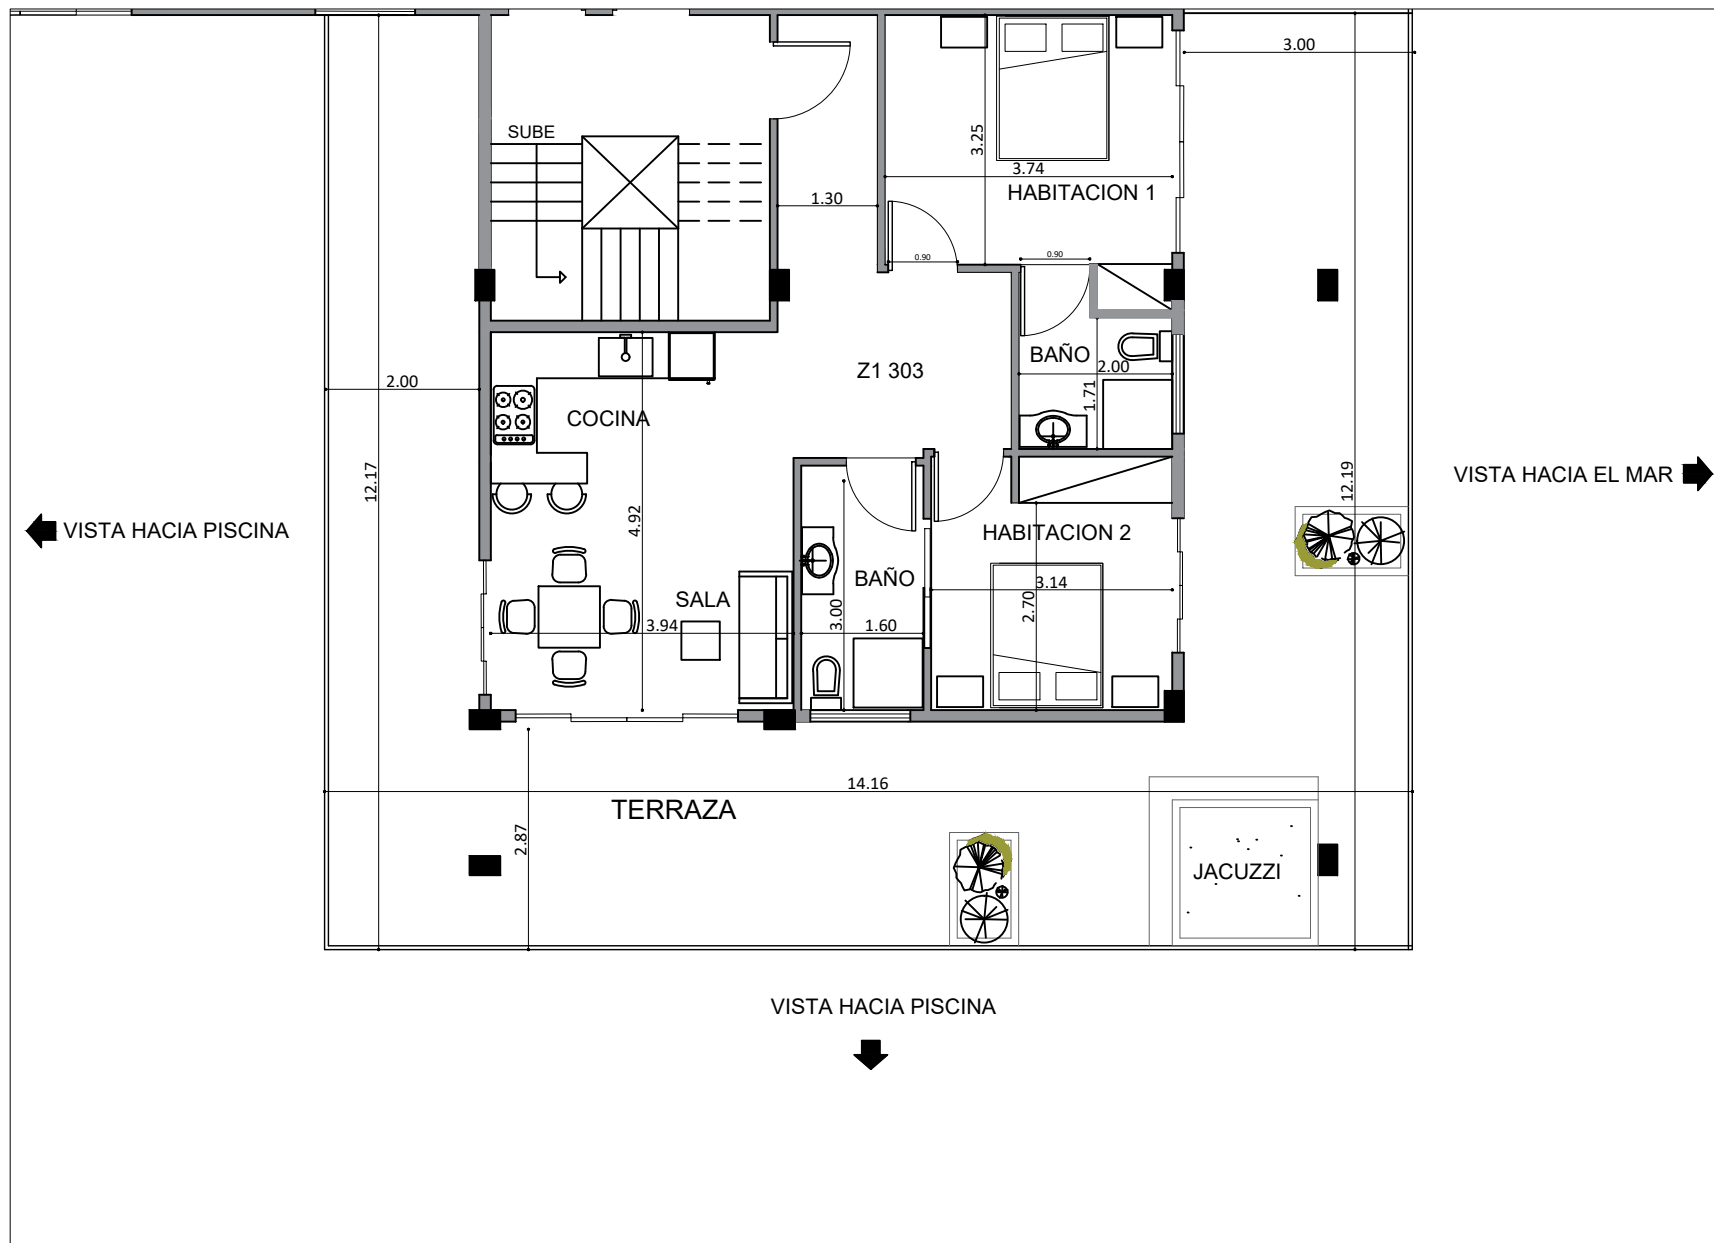 3.00
SUBE
3.25
3.74
HABITACION 1
1.30
0.90
0.90
BAÑO
2.00
1.71
Z1 303
2.00
COCINA
12.17
12.19
VISTA HACIA EL MAR
VISTA HACIA PISCINA
4.92
HABITACION 2
BAÑO
3.14
2.70
SALA
3.00
3.94
1.60
14.16
TERRAZA
2.87
JACUZZI
VISTA HACIA PISCINA